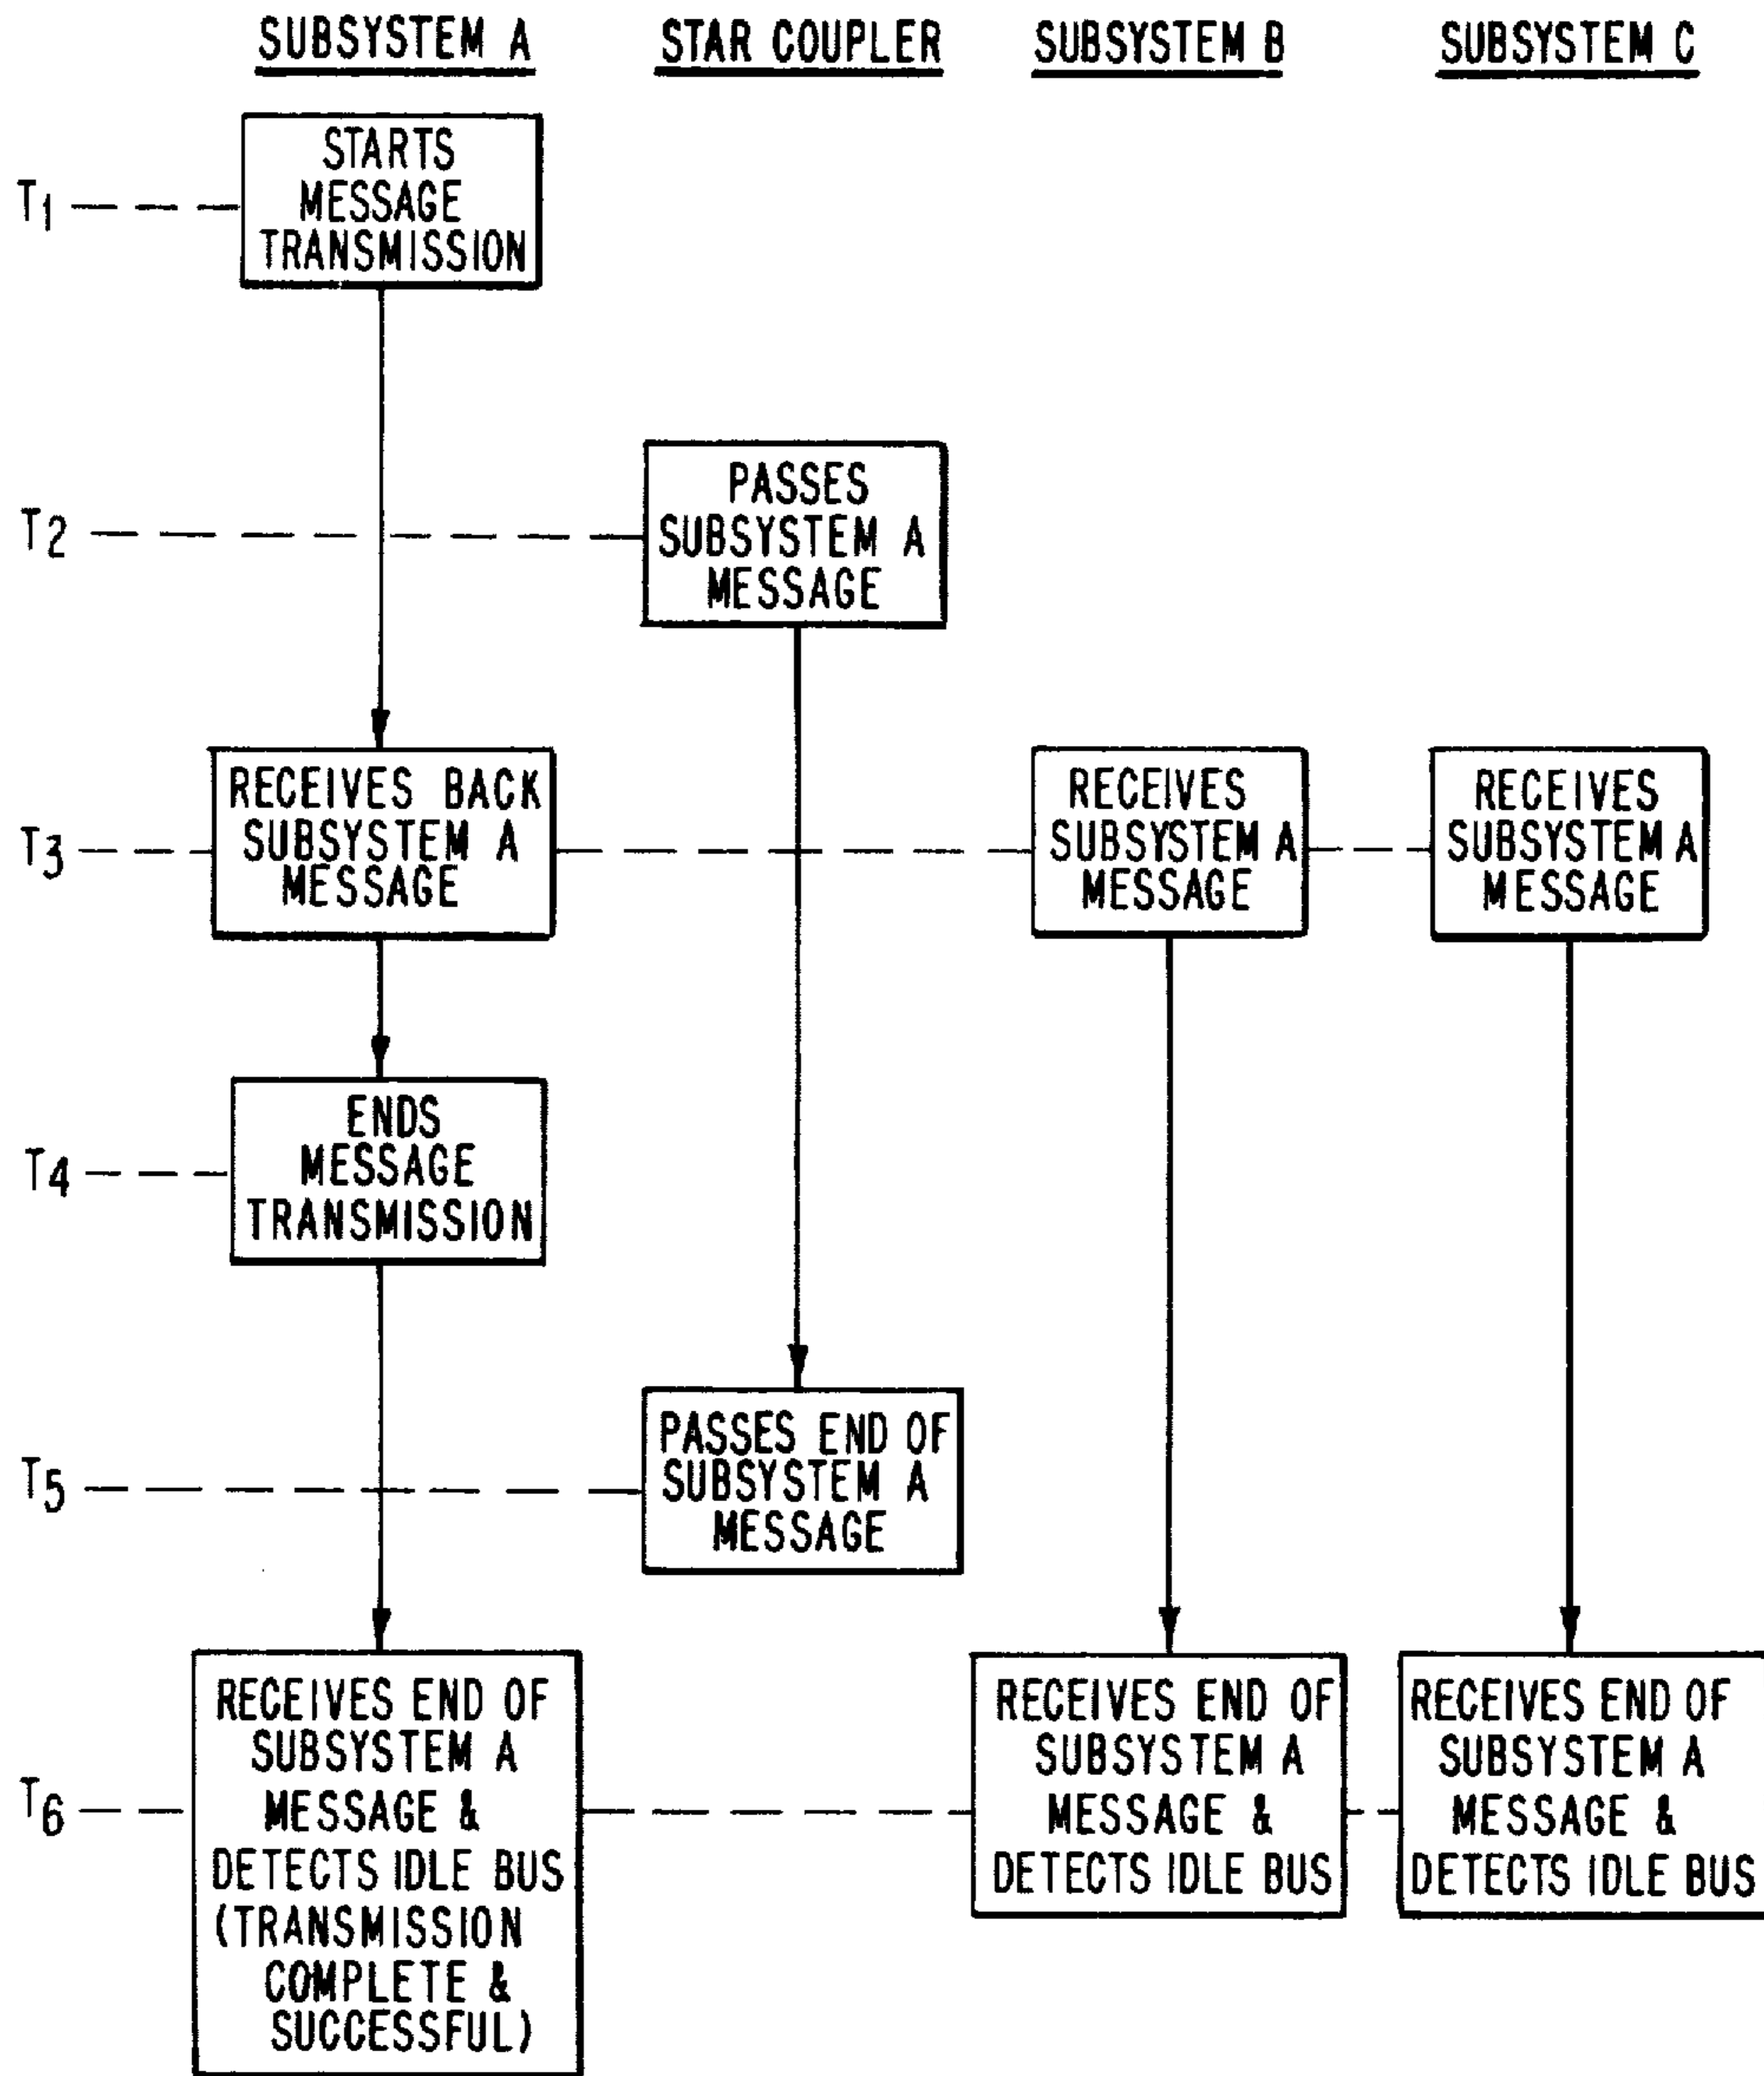 SUBSYSTEM A
STAR COUPLER
SUBSYSTEM B
SUBSYSTEM C
T1
STARTS
MESSAGE
TRANSMISSION
T2
PASSES
SUBSYSTEM A
MESSAGE
T3
RECEIVES BACK
SUBSYSTEM A
MESSAGE
RECEIVES
SUBSYSTEM A
MESSAGE
RECEIVES
SUBSYSTEM A
MESSAGE
T4
ENDS
MESSAGE
TRANSMISSION
T5
PASSES END OF
SUBSYSTEM A
MESSAGE
T6
RECEIVES END OF
SUBSYSTEM A
MESSAGE &
DETECTS IDLE BUS
(TRANSMISSION
COMPLETE &
SUCCESSFUL)
RECEIVES END OF
SUBSYSTEM A
MESSAGE &
DETECTS IDLE BUS
RECEIVES END OF
SUBSYSTEM A
MESSAGE &
DETECTS IDLE BUS